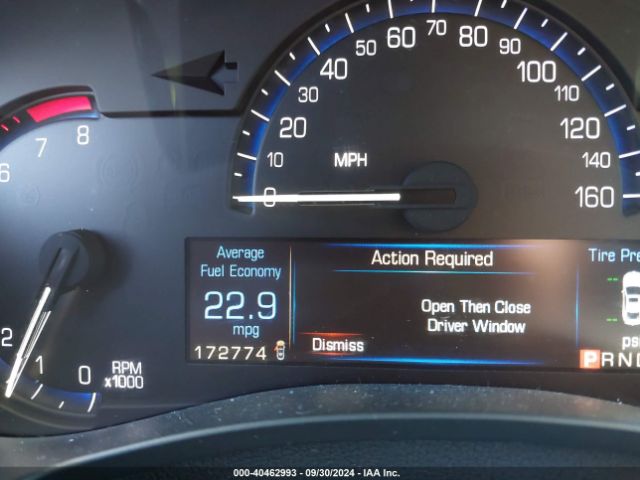 60 70 80
50 90
40 100
30 110
20 120
10 MPH 140
0 160
8
7
6
2
1
0
RPM
x1000
Average
Fuel Economy
22.9
mpg
172774
Action Required
Open Then Close
Driver Window
Dismiss
Tire Pre
--
--
ps
P R N D
000-40462993 - 09/30/2024 - IAA Inc.